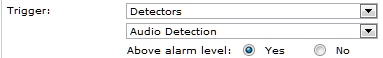 Trigger: Detectors
Audio Detection
Above alarm level: Yes No